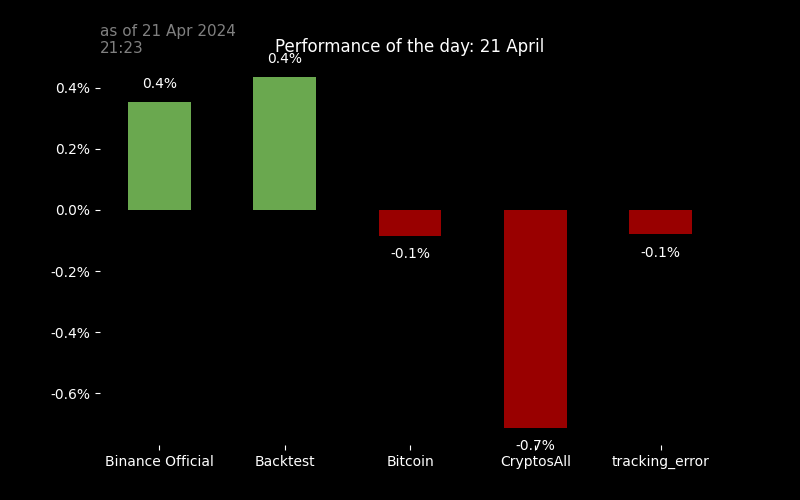 as of 21 Apr 2024
21:23
Performance of the day: 21 April
0.4%
0.4%
0.4%
0.2%
0.0%
-0.1%
-0.1%
-0.2%
-0.4%
-0.6%
-0.7%
Binance Official
Backtest
Bitcoin
CryptosAll
tracking_error